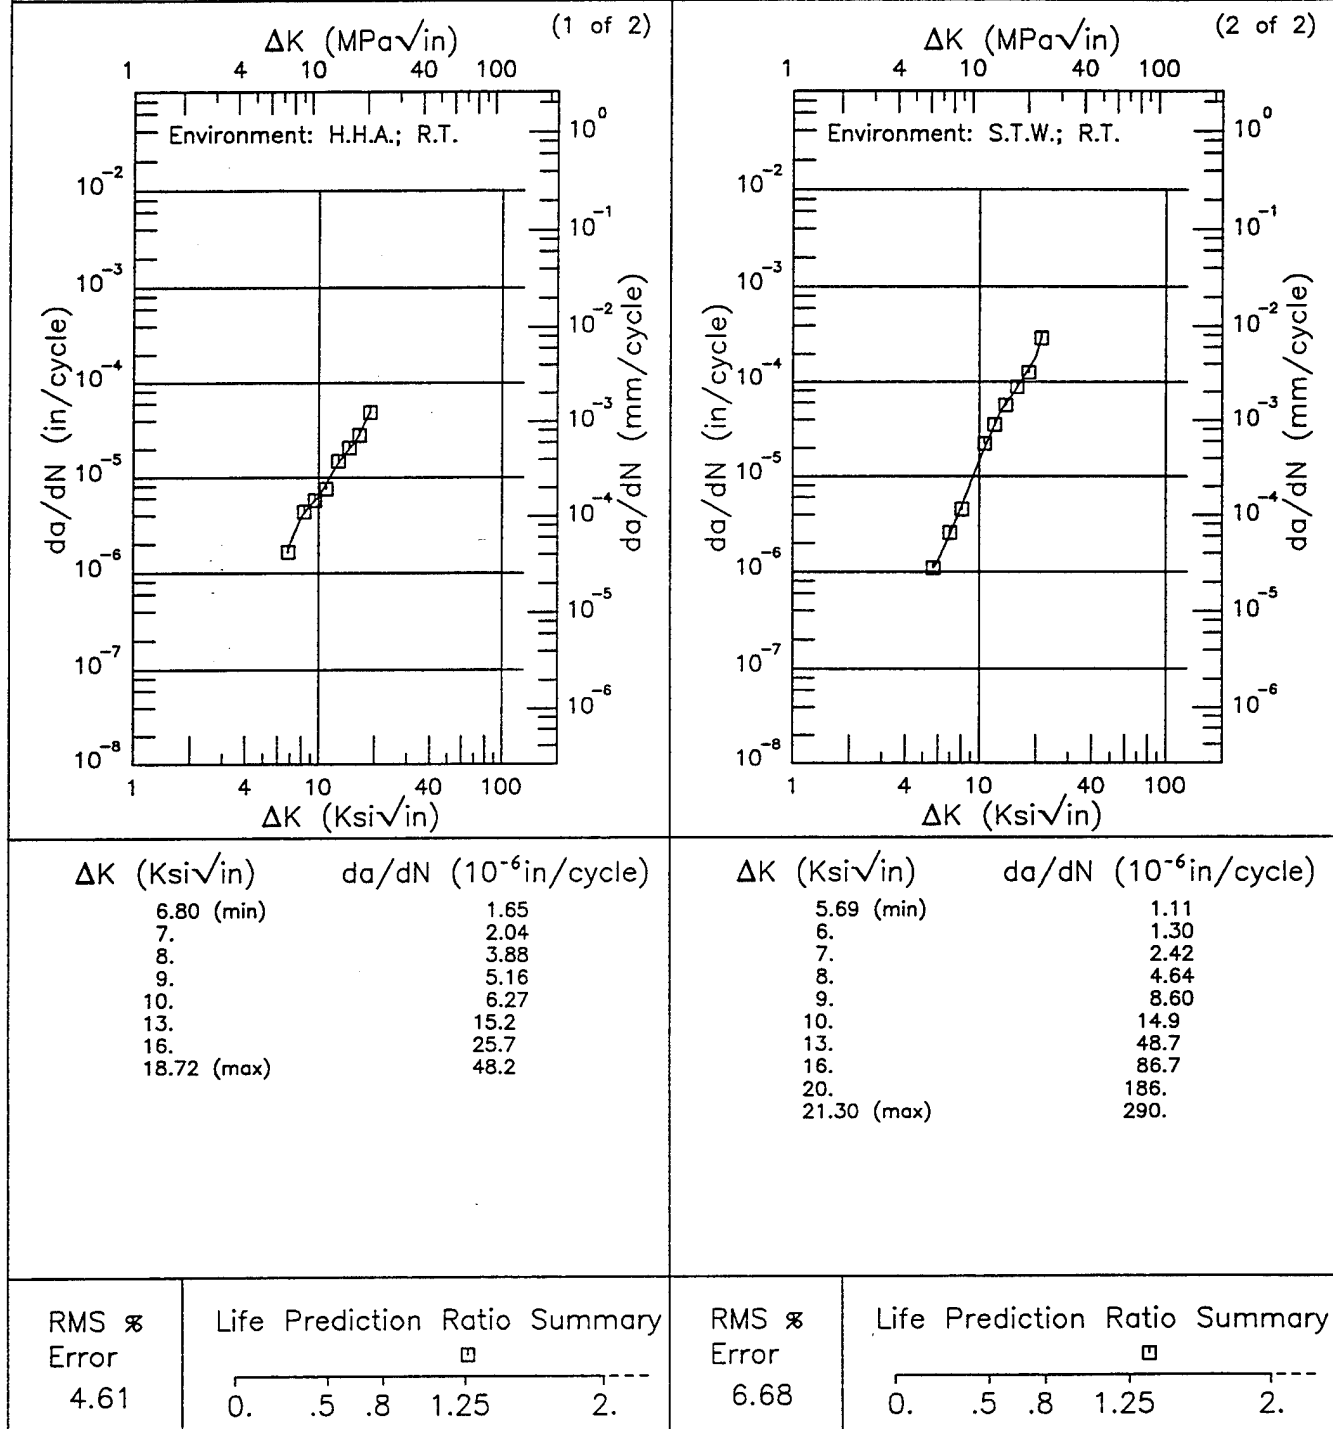 (1 of 2)
ΔK (MPa√in)
1 4 10 40 100
Environment: H.H.A.; R.T.
da/dN (in/cycle)
10⁻²
10⁻³
10⁻⁴
10⁻⁵
10⁻⁶
10⁻⁷
10⁻⁸
10⁰
10⁻¹
10⁻²
10⁻³
10⁻⁴
10⁻⁵
10⁻⁶
da/dN (mm/cycle)
1 4 10 40 100
ΔK (Ksi√in)
ΔK (Ksi√in) da/dN (10⁻⁶in/cycle)
6.80 (min) 1.65
7. 2.04
8. 3.88
9. 5.16
10. 6.27
13. 15.2
16. 25.7
18.72 (max) 48.2
RMS %
Error
4.61
Life Prediction Ratio Summary
0. .5 .8 1.25 2.
(2 of 2)
ΔK (MPa√in)
1 4 10 40 100
Environment: S.T.W.; R.T.
da/dN (in/cycle)
10⁻²
10⁻³
10⁻⁴
10⁻⁵
10⁻⁶
10⁻⁷
10⁻⁸
10⁰
10⁻¹
10⁻²
10⁻³
10⁻⁴
10⁻⁵
10⁻⁶
da/dN (mm/cycle)
1 4 10 40 100
ΔK (Ksi√in)
ΔK (Ksi√in) da/dN (10⁻⁶in/cycle)
5.69 (min) 1.11
6. 1.30
7. 2.42
8. 4.64
9. 8.60
10. 14.9
13. 48.7
16. 86.7
20. 186.
21.30 (max) 290.
RMS %
Error
6.68
Life Prediction Ratio Summary
0. .5 .8 1.25 2.